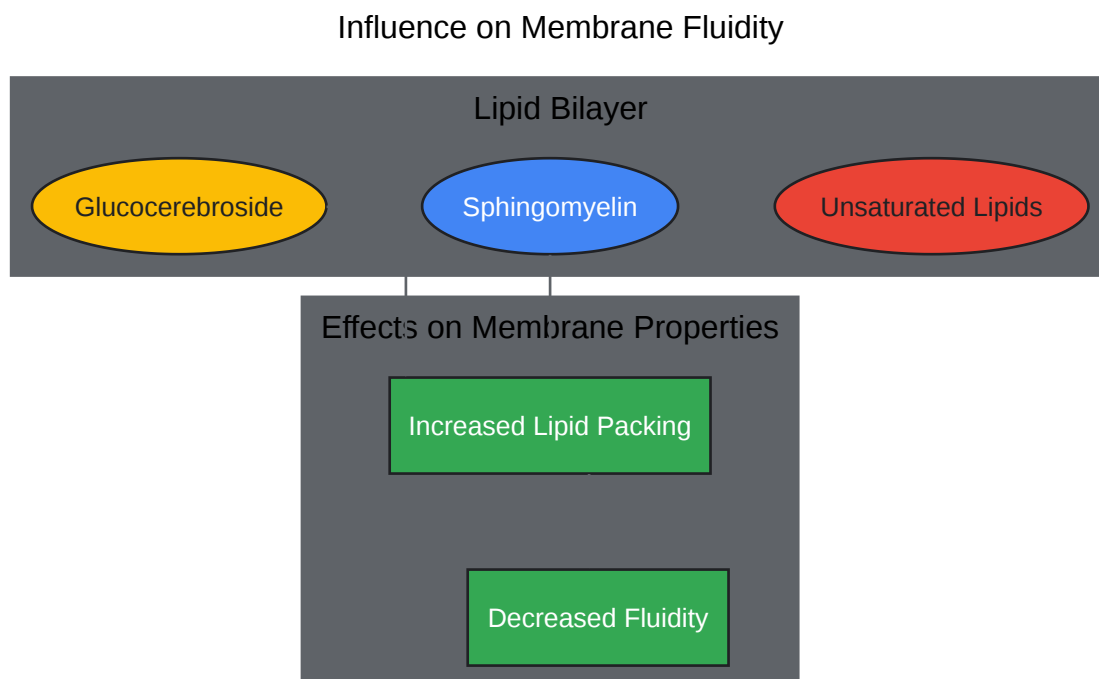 Influence on Membrane Fluidity
Lipid Bilayer
Glucocerebroside
Sphingomyelin
Unsaturated Lipids
Effects on Membrane Properties
Increased Lipid Packing
Decreased Fluidity